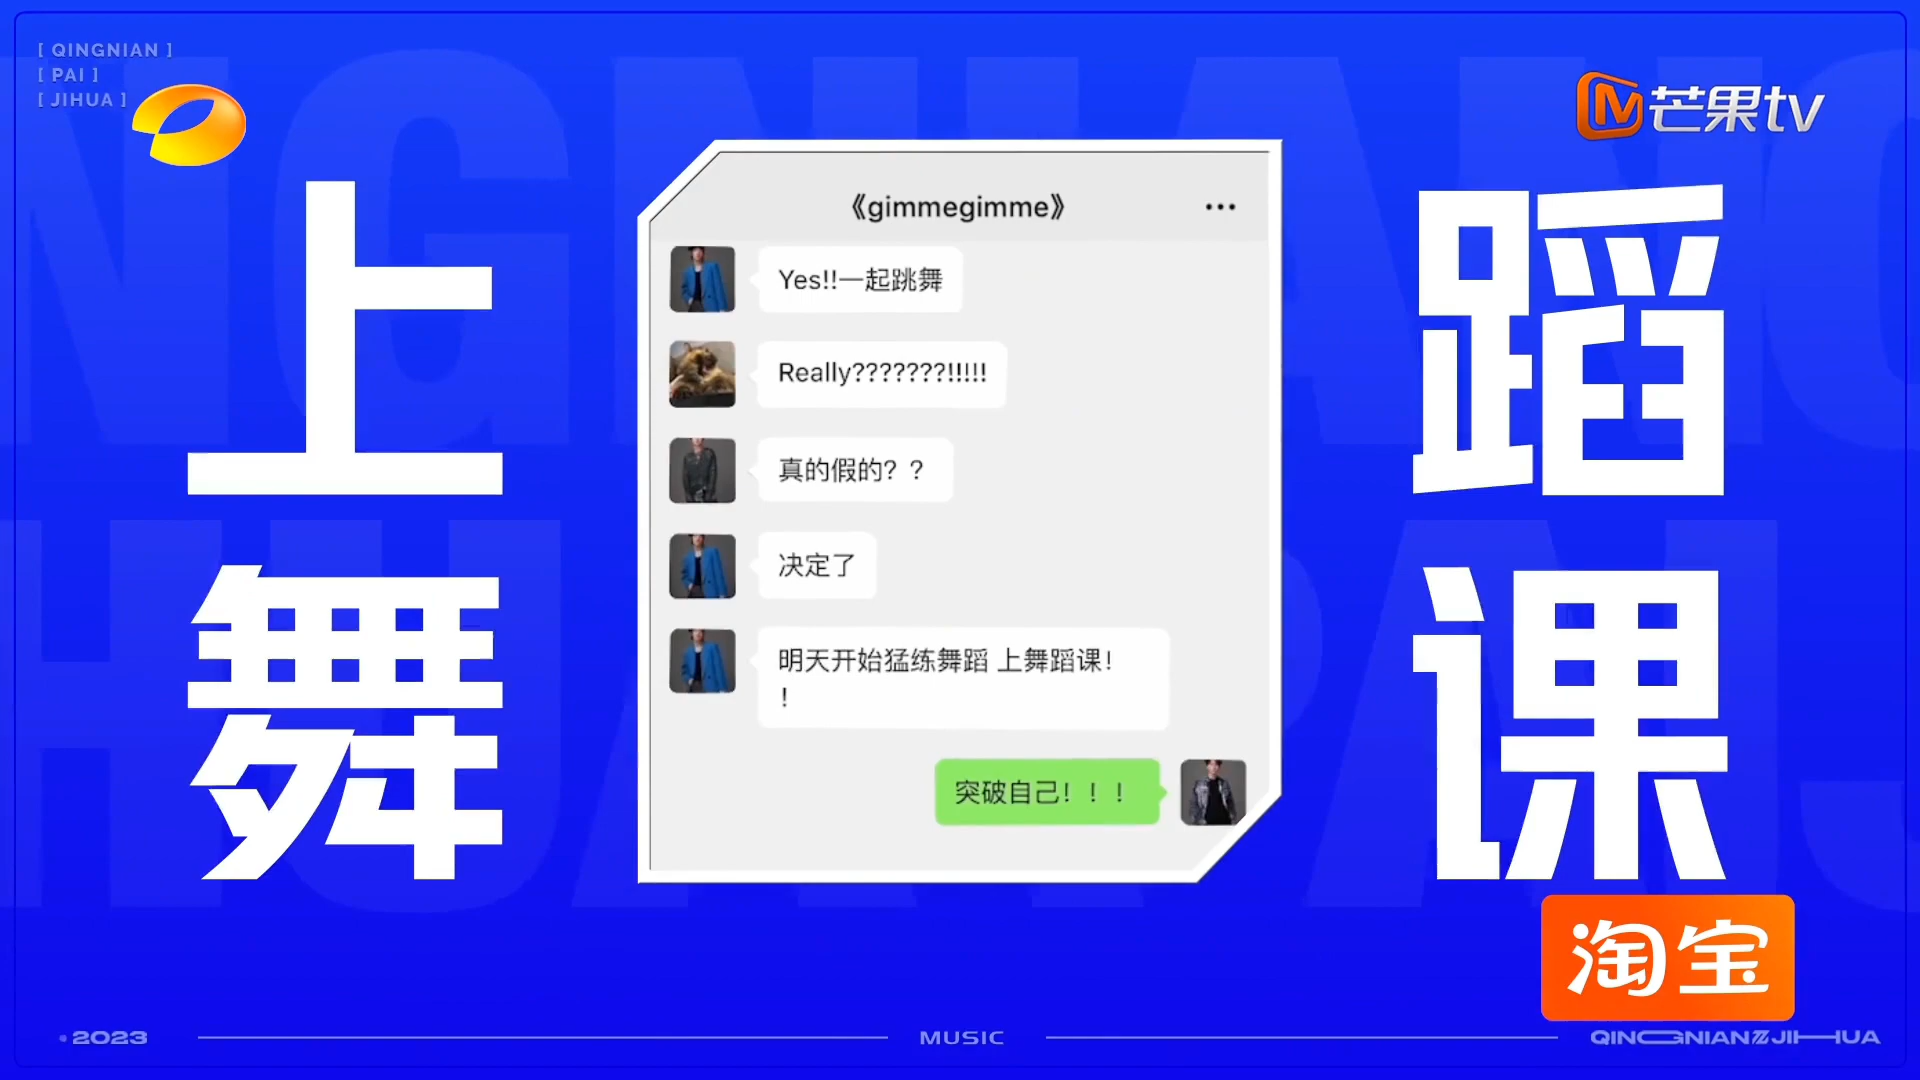 [ QINGNIAN ]
[ PAI ]
[ JIHUA ]
芒果tv
上舞
蹈课
《gimmegimme》
Yes!!一起跳舞
Really???????!!!!!
真的假的？？
决定了
明天开始猛练舞蹈 上舞蹈课！
！
突破自己！！！
淘宝
2023
MUSIC